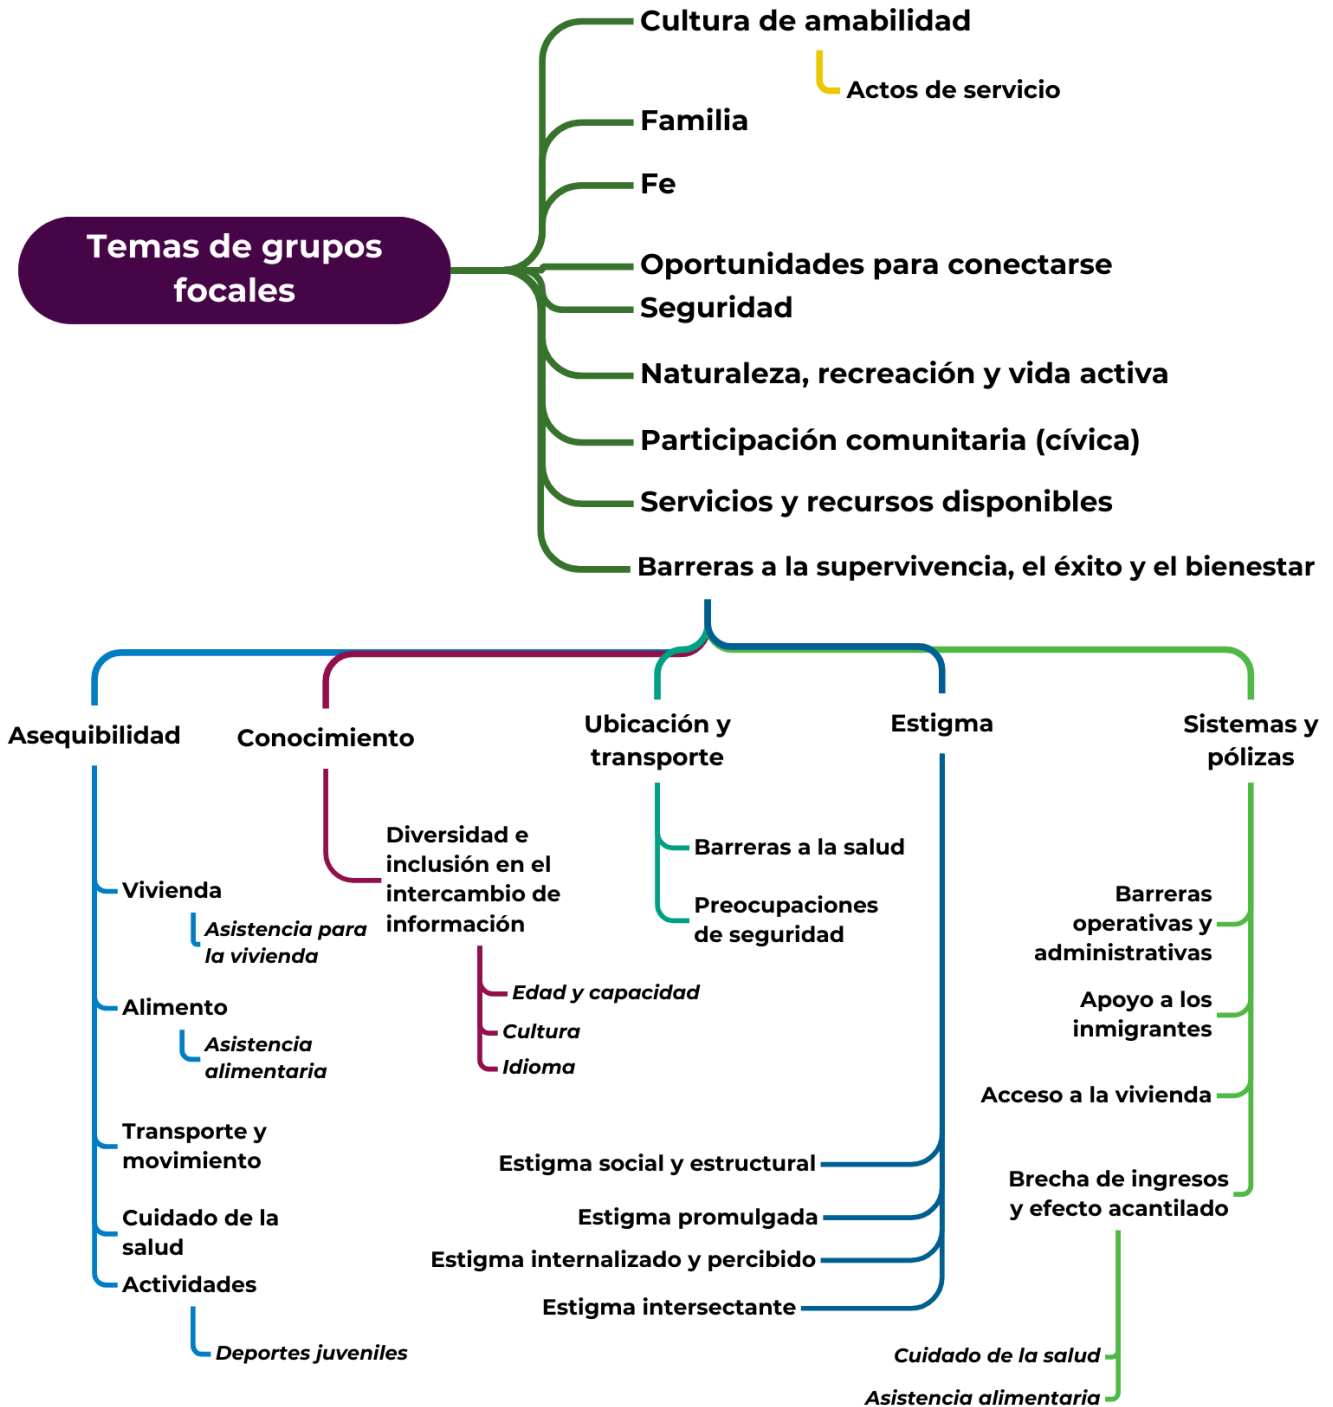 Temas de grupos
focales
Cultura de amabilidad
Actos de servicio
Familia
Fe
Oportunidades para conectarse
Seguridad
Naturaleza, recreación y vida activa
Participación comunitaria (cívica)
Servicios y recursos disponibles
Barreras a la supervivencia, el éxito y el bienestar
Asequibilidad
Vivienda
Asistencia para
la vivienda
Alimento
Asistencia
alimentaria
Transporte y
movimiento
Cuidado de la
salud
Actividades
Deportes juveniles
Conocimiento
Diversidad e
inclusión en el
intercambio de
información
Edad y capacidad
Cultura
Idioma
Ubicación y
transporte
Barreras a la salud
Preocupaciones
de seguridad
Estigma
Estigma social y estructural
Estigma promulgada
Estigma internalizado y percibido
Estigma intersectante
Sistemas y
pólizas
Barreras
operativas y
administrativas
Apoyo a los
inmigrantes
Acceso a la vivienda
Brecha de ingresos
y efecto acantilado
Cuidado de la salud
Asistencia alimentaria